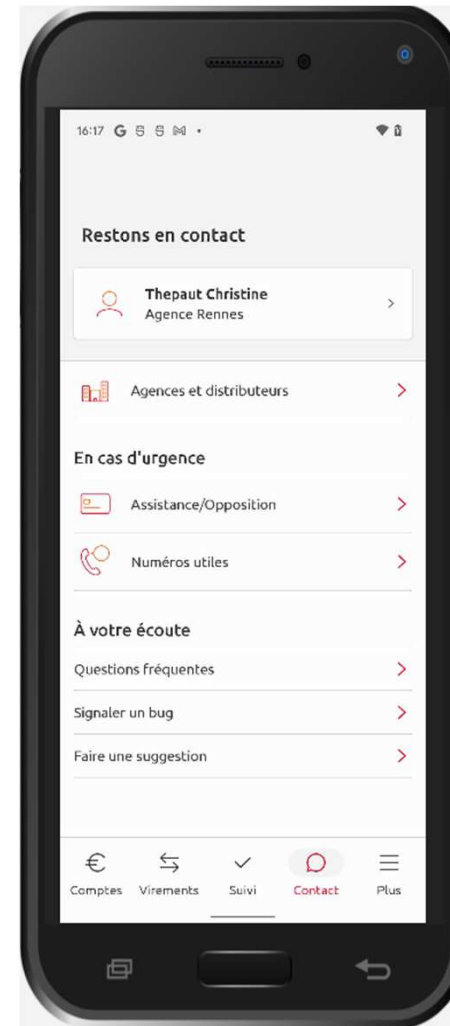 16:17 G
Restons en contact
Thepaut Christine
Agence Rennes
Agences et distributeurs
En cas d'urgence
Assistance/Opposition
Numéros utiles
À votre écoute
Questions fréquentes
Signaler un bug
Faire une suggestion
Comptes Virements Suivi Contact Plus